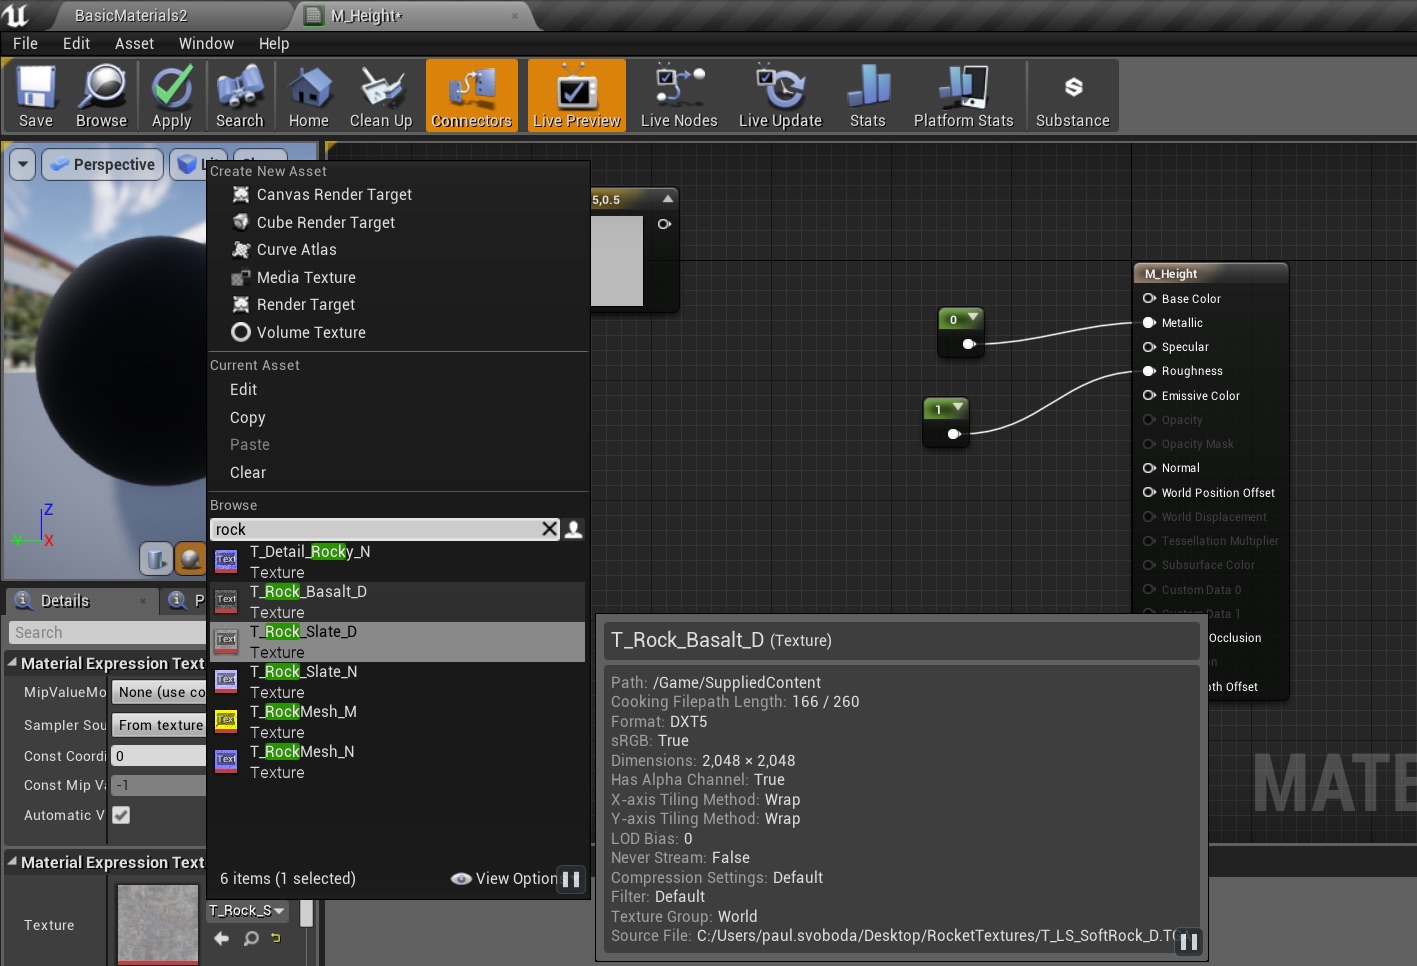 BasicMaterials2
M_Height*
File Edit Asset Window Help
Save Browse Apply Search Home Clean Up Connectors Live Preview Live Nodes Live Update Stats Platform Stats Substance
Perspective
Create New Asset
Canvas Render Target
Cube Render Target
Curve Atlas
Media Texture
Render Target
Volume Texture
Current Asset
Edit
Copy
Paste
Clear
Browse
rock
T_Detail_Rocky_N
Texture
T_Rock_Basalt_D
Texture
T_Rock_Slate_D
Texture
T_Rock_Slate_N
Texture
T_RockMesh_M
Texture
T_RockMesh_N
Texture
6 items (1 selected)
View Option
5,0.5
0
1
M_Height
Base Color
Metallic
Specular
Roughness
Emissive Color
Opacity
Opacity Mask
Normal
World Position Offset
World Displacement
Tessellation Multiplier
Subsurface Color
Custom Data 0
Custom Data 1
Occlusion
pth Offset
MATE
Z
Y X
Details
Search
Material Expression Text
MipValueMo None (use co
Sampler Sou From texture
Const Coordi 0
Const Mip Va -1
Automatic V
Material Expression Text
Texture
T_Rock_S
T_Rock_Basalt_D (Texture)
Path: /Game/SuppliedContent
Cooking Filepath Length: 166 / 260
Format: DXT5
sRGB: True
Dimensions: 2,048 × 2,048
Has Alpha Channel: True
X-axis Tiling Method: Wrap
Y-axis Tiling Method: Wrap
LOD Bias: 0
Never Stream: False
Compression Settings: Default
Filter: Default
Texture Group: World
Source File: C:/Users/paul.svoboda/Desktop/RocketTextures/T_LS_SoftRock_D.T